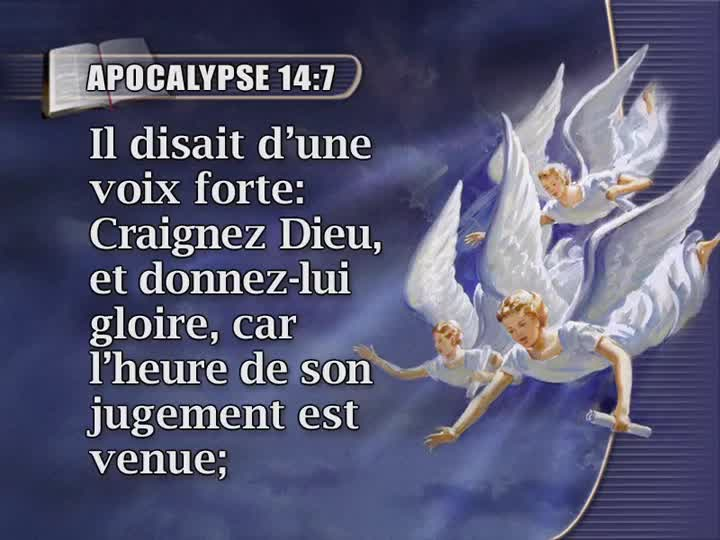 APOCALYPSE 14:7
Il disait d’une
voix forte:
Craignez Dieu,
et donnez-lui
gloire, car
l’heure de son
jugement est
venue;